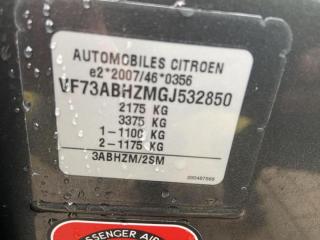 AUTOMOBILES CITROEN
e2*2007/46*0356
VF73ABHZMGJ532850
2175 KG
3375 KG
1-1100 KG
2-1175 KG
3ABHZM/2SM